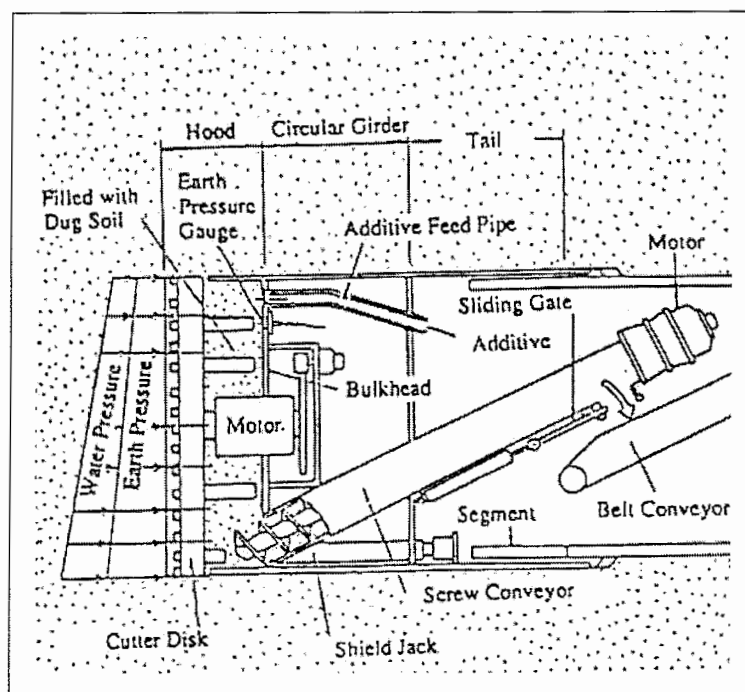 Hood
Circular Girder
Tail
Filled with
Dug Soil
Earth
Pressure
Gauge
Additive Feed Pipe
Motor
Sliding Gate
Additive
Bulkhead
Motor
Water Pressure
Earth Pressure
Segment
Belt Conveyor
Screw Conveyor
Cutter Disk
Shield Jack